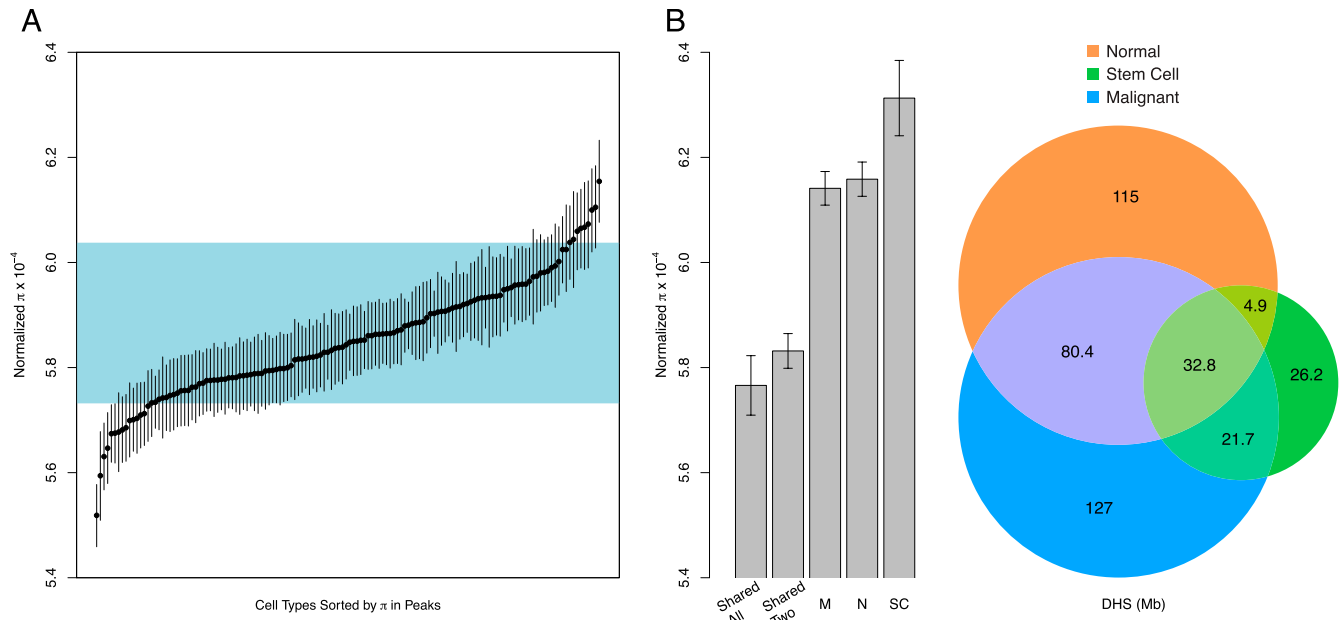 A
6.4
6.2
6.0
5.8
5.6
5.4
Normalized π x 10⁻⁴
Cell Types Sorted by π in Peaks
B
6.4
6.2
6.0
5.8
5.6
5.4
Normalized π x 10⁻⁴
Shared
All
Shared
Two
M
N
SC
Normal
Stem Cell
Malignant
115
4.9
80.4
32.8
26.2
21.7
127
DHS (Mb)